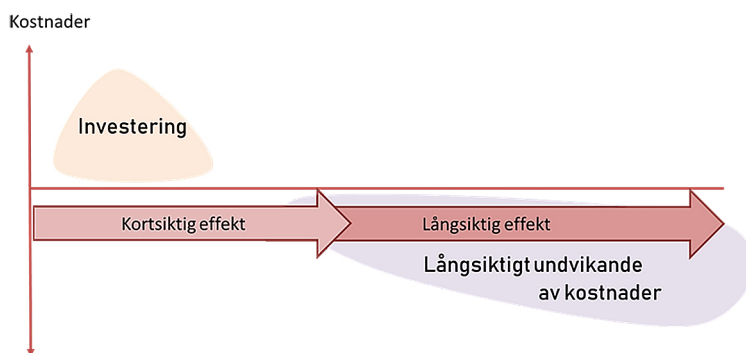 Kostnader
Investering
Kortsiktig effekt
Långsiktig effekt
Långsiktigt undvikande
av kostnader